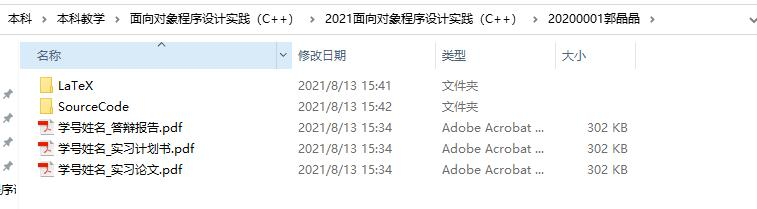 本科 > 本科教学 > 面向对象程序设计实践（C++） > 2021面向对象程序设计实践（C++） > 20200001郭晶晶 >
名称 修改日期 类型 大小
LaTeX 2021/8/13 15:41 文件夹
SourceCode 2021/8/13 15:42 文件夹
学号姓名_答辩报告.pdf 2021/8/13 15:34 Adobe Acrobat ... 302 KB
学号姓名_实习计划书.pdf 2021/8/13 15:34 Adobe Acrobat ... 302 KB
学号姓名_实习论文.pdf 2021/8/13 15:34 Adobe Acrobat ... 302 KB